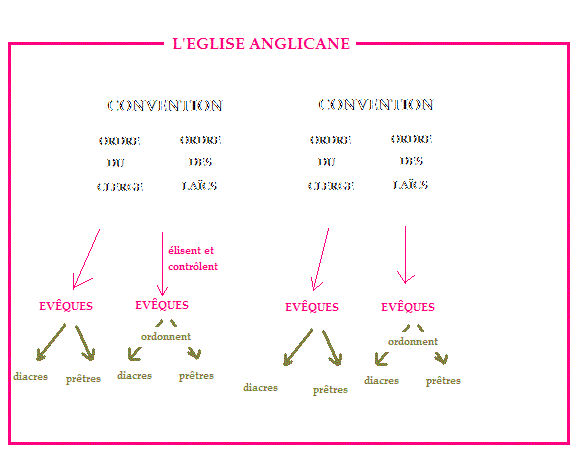 L'EGLISE ANGLICANE
CONVENTION CONVENTION
ORDRE ORDRE ORDRE ORDRE
DU DES DU DES
CLERGE LAÏCS CLERGE LAÏCS
élisent et
contrôlent
EVÊQUES EVÊQUES EVÊQUES EVÊQUES
ordonnent ordonnent
diacres prêtres diacres prêtres diacres prêtres diacres prêtres